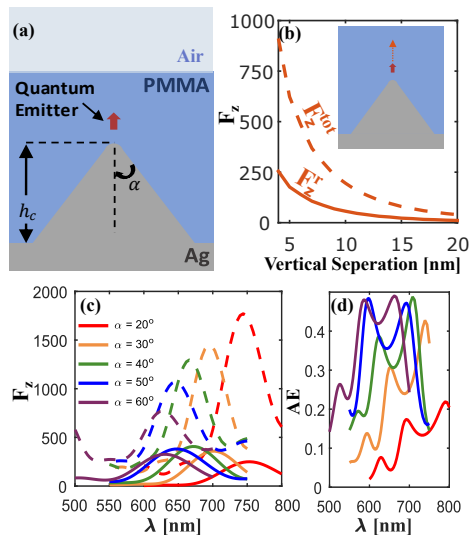 (a)
Air
PMMA
Quantum
Emitter
α
h_c
Ag
(b)
1000
750
500
250
0
F_z
F_z^tot
F_z^r
5
10
15
20
Vertical Seperation [nm]
(c)
2000
1500
1000
500
0
F_z
α = 20°
α = 30°
α = 40°
α = 50°
α = 60°
500 550 600 650 700 750 800
λ [nm]
(d)
0.4
0.3
0.2
0.1
0
AE
500
600
700
800
λ [nm]